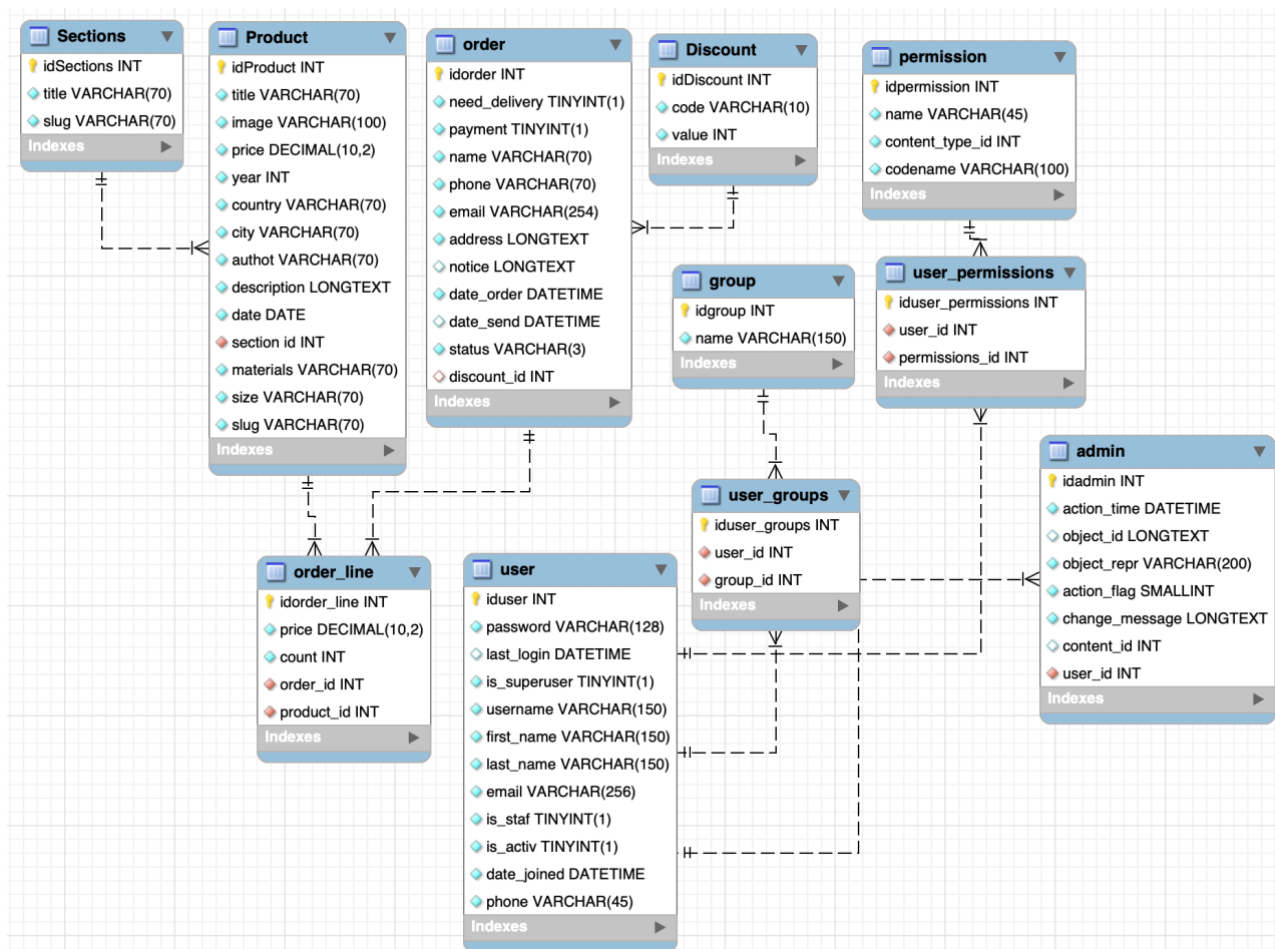 Sections
idSections INT
title VARCHAR(70)
slug VARCHAR(70)
Indexes
Product
idProduct INT
title VARCHAR(70)
image VARCHAR(100)
price DECIMAL(10,2)
year INT
country VARCHAR(70)
city VARCHAR(70)
authot VARCHAR(70)
description LONGTEXT
date DATE
section id INT
materials VARCHAR(70)
size VARCHAR(70)
slug VARCHAR(70)
Indexes
order
idorder INT
need_delivery TINYINT(1)
payment TINYINT(1)
name VARCHAR(70)
phone VARCHAR(70)
email VARCHAR(254)
address LONGTEXT
notice LONGTEXT
date_order DATETIME
date_send DATETIME
status VARCHAR(3)
discount_id INT
Indexes
Discount
idDiscount INT
code VARCHAR(10)
value INT
Indexes
permission
idpermission INT
name VARCHAR(45)
content_type_id INT
codename VARCHAR(100)
Indexes
group
idgroup INT
name VARCHAR(150)
Indexes
user_permissions
iduser_permissions INT
user_id INT
permissions_id INT
Indexes
admin
idadmin INT
action_time DATETIME
object_id LONGTEXT
object_repr VARCHAR(200)
action_flag SMALLINT
change_message LONGTEXT
content_id INT
user_id INT
Indexes
user_groups
iduser_groups INT
user_id INT
group_id INT
Indexes
order_line
idorder_line INT
price DECIMAL(10,2)
count INT
order_id INT
product_id INT
Indexes
user
iduser INT
password VARCHAR(128)
last_login DATETIME
is_superuser TINYINT(1)
username VARCHAR(150)
first_name VARCHAR(150)
last_name VARCHAR(150)
email VARCHAR(256)
is_staf TINYINT(1)
is_activ TINYINT(1)
date_joined DATETIME
phone VARCHAR(45)
Indexes